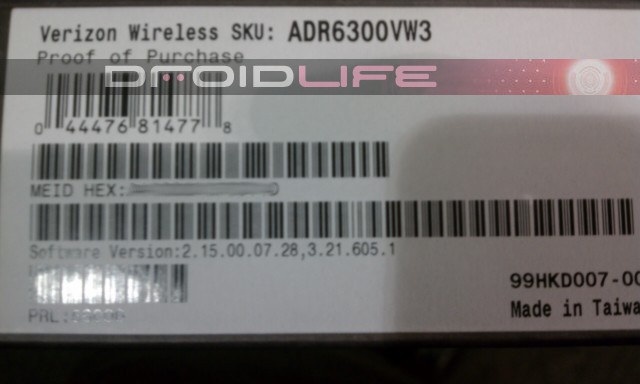 Verizon Wireless SKU: ADR6300VW3
Proof of Purchase
DROIDLIFE
0 44476 81477 8
MEID HEX:
Software Version:2.15.00.07.28,3.21.605.1
99HKD007-00
PRL:
Made in Taiwa